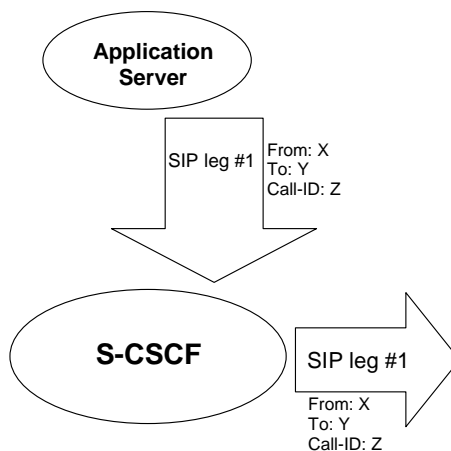 Application
Server
SIP leg #1
From: X
To: Y
Call-ID: Z
S-CSCF
SIP leg #1
From: X
To: Y
Call-ID: Z